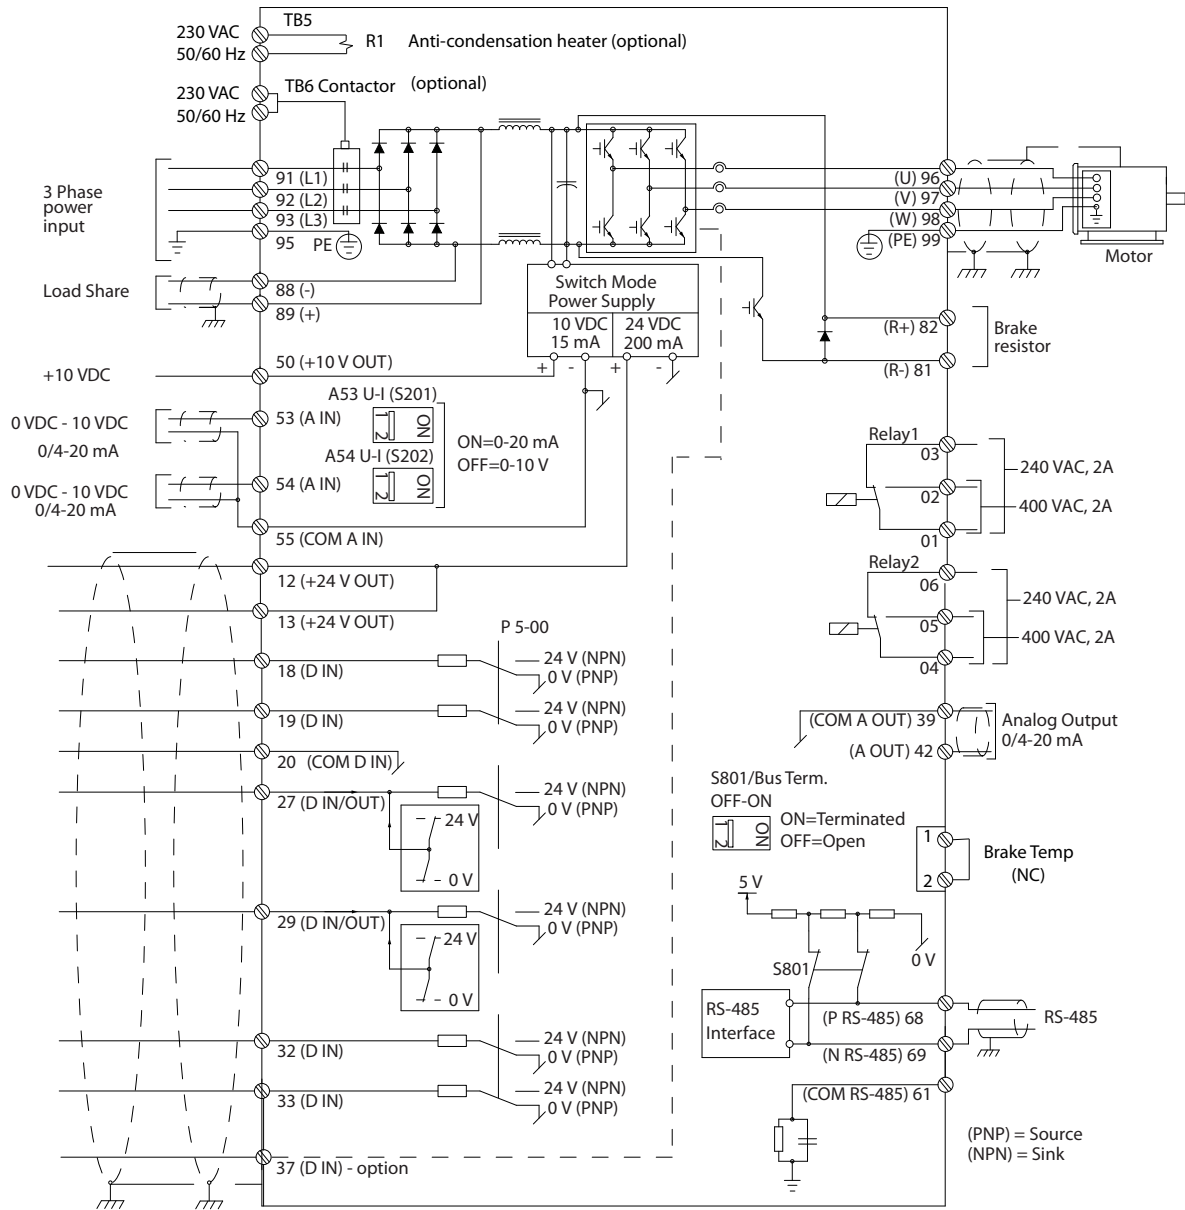 TB5
230 VAC
50/60 Hz
R1
Anti-condensation heater (optional)
TB6 Contactor
(optional)
230 VAC
50/60 Hz
3 Phase
power
input
91 (L1)
92 (L2)
93 (L3)
95
PE
(U) 96
(V) 97
(W) 98
(PE) 99
Motor
Load Share
88 (-)
89 (+)
Switch Mode
Power Supply
10 VDC
15 mA
24 VDC
200 mA
+
-
+
-
(R+) 82
(R-) 81
Brake
resistor
+10 VDC
50 (+10 V OUT)
0 VDC - 10 VDC
0/4-20 mA
53 (A IN)
A53 U-I (S201)
1 2
ON
A54 U-I (S202)
1 2
ON
ON=0-20 mA
OFF=0-10 V
0 VDC - 10 VDC
0/4-20 mA
54 (A IN)
55 (COM A IN)
Relay1
03
02
01
240 VAC, 2A
400 VAC, 2A
Relay2
06
05
04
240 VAC, 2A
400 VAC, 2A
12 (+24 V OUT)
13 (+24 V OUT)
P 5-00
18 (D IN)
24 V (NPN)
0 V (PNP)
19 (D IN)
24 V (NPN)
0 V (PNP)
20 (COM D IN)
27 (D IN/OUT)
24 V
0 V
24 V (NPN)
0 V (PNP)
29 (D IN/OUT)
24 V
0 V
24 V (NPN)
0 V (PNP)
32 (D IN)
24 V (NPN)
0 V (PNP)
33 (D IN)
24 V (NPN)
0 V (PNP)
37 (D IN) - option
(COM A OUT) 39
(A OUT) 42
Analog Output
0/4-20 mA
S801/Bus Term.
OFF-ON
1 2
ON
ON=Terminated
OFF=Open
1
2
Brake Temp
(NC)
5 V
S801
0 V
RS-485
Interface
(P RS-485) 68
(N RS-485) 69
RS-485
(COM RS-485) 61
(PNP) = Source
(NPN) = Sink